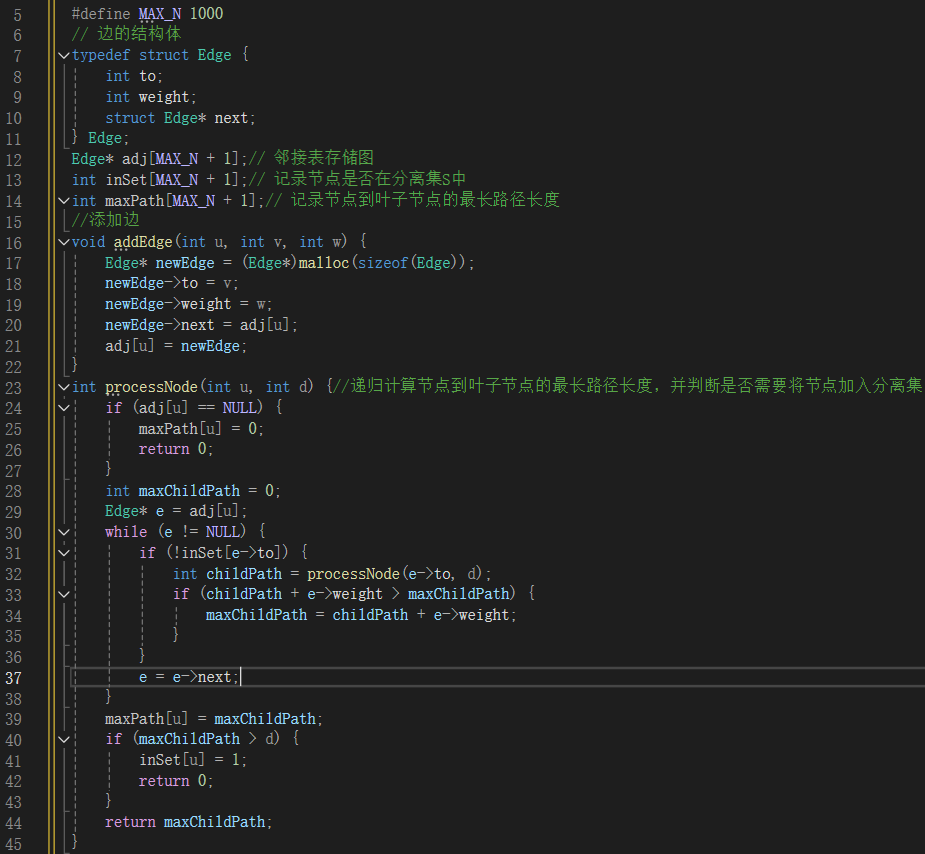 5 #define MAX_N 1000
6 // 边的结构体
7 typedef struct Edge {
8 int to;
9 int weight;
10 struct Edge* next;
11 } Edge;
12 Edge* adj[MAX_N + 1];// 邻接表存储图
13 int inSet[MAX_N + 1];// 记录节点是否在分离集S中
14 int maxPath[MAX_N + 1];// 记录节点到叶子节点的最长路径长度
15 //添加边
16 void addEdge(int u, int v, int w) {
17 Edge* newEdge = (Edge*)malloc(sizeof(Edge));
18 newEdge->to = v;
19 newEdge->weight = w;
20 newEdge->next = adj[u];
21 adj[u] = newEdge;
22 }
23 int processNode(int u, int d) {//递归计算节点到叶子节点的最长路径长度，并判断是否需要将节点加入分离集
24 if (adj[u] == NULL) {
25 maxPath[u] = 0;
26 return 0;
27 }
28 int maxChildPath = 0;
29 Edge* e = adj[u];
30 while (e != NULL) {
31 if (!inSet[e->to]) {
32 int childPath = processNode(e->to, d);
33 if (childPath + e->weight > maxChildPath) {
34 maxChildPath = childPath + e->weight;
35 }
36 }
37 e = e->next;
38 }
39 maxPath[u] = maxChildPath;
40 if (maxChildPath > d) {
41 inSet[u] = 1;
42 return 0;
43 }
44 return maxChildPath;
45 }